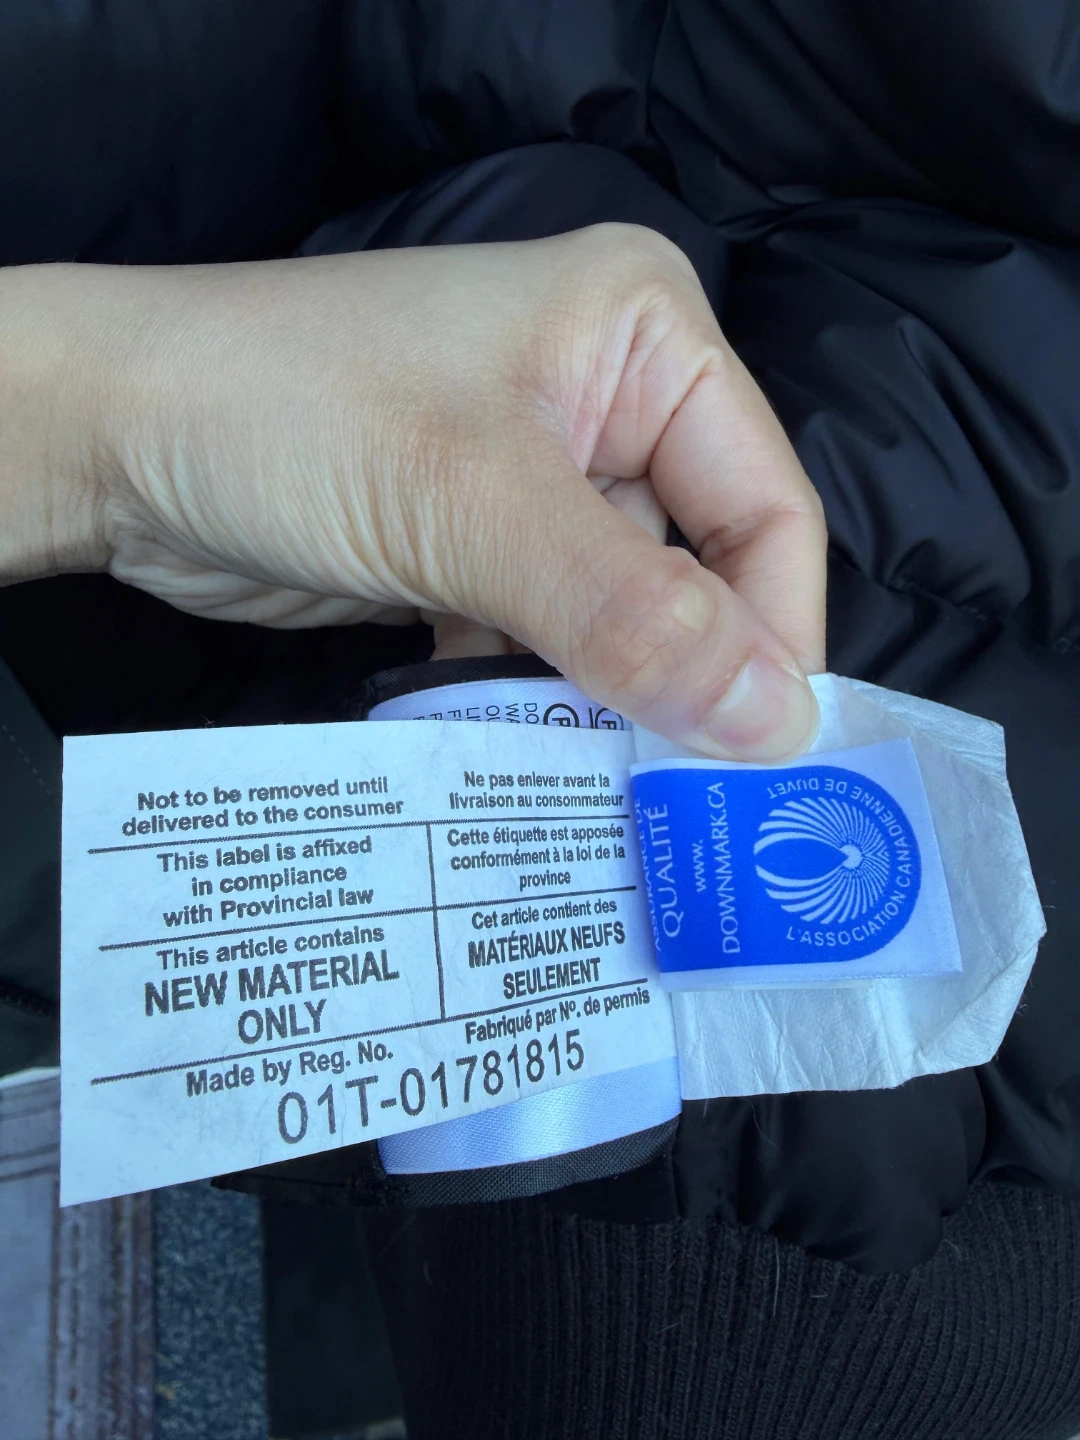 Not to be removed until
delivered to the consumer
Ne pas enlever avant la
livraison au consommateur
This label is affixed
in compliance
with Provincial law
Cette étiquette est apposée
conformément à la loi de la
province
This article contains
NEW MATERIAL
ONLY
Cet article contient des
MATÉRIAUX NEUFS
SEULEMENT
Made by Reg. No.
Fabriqué par Nº. de permis
01T-01781815
QUALITÉ
www.
DOWNMARK.CA
L'ASSOCIATION CANADIENNE DE DUVET